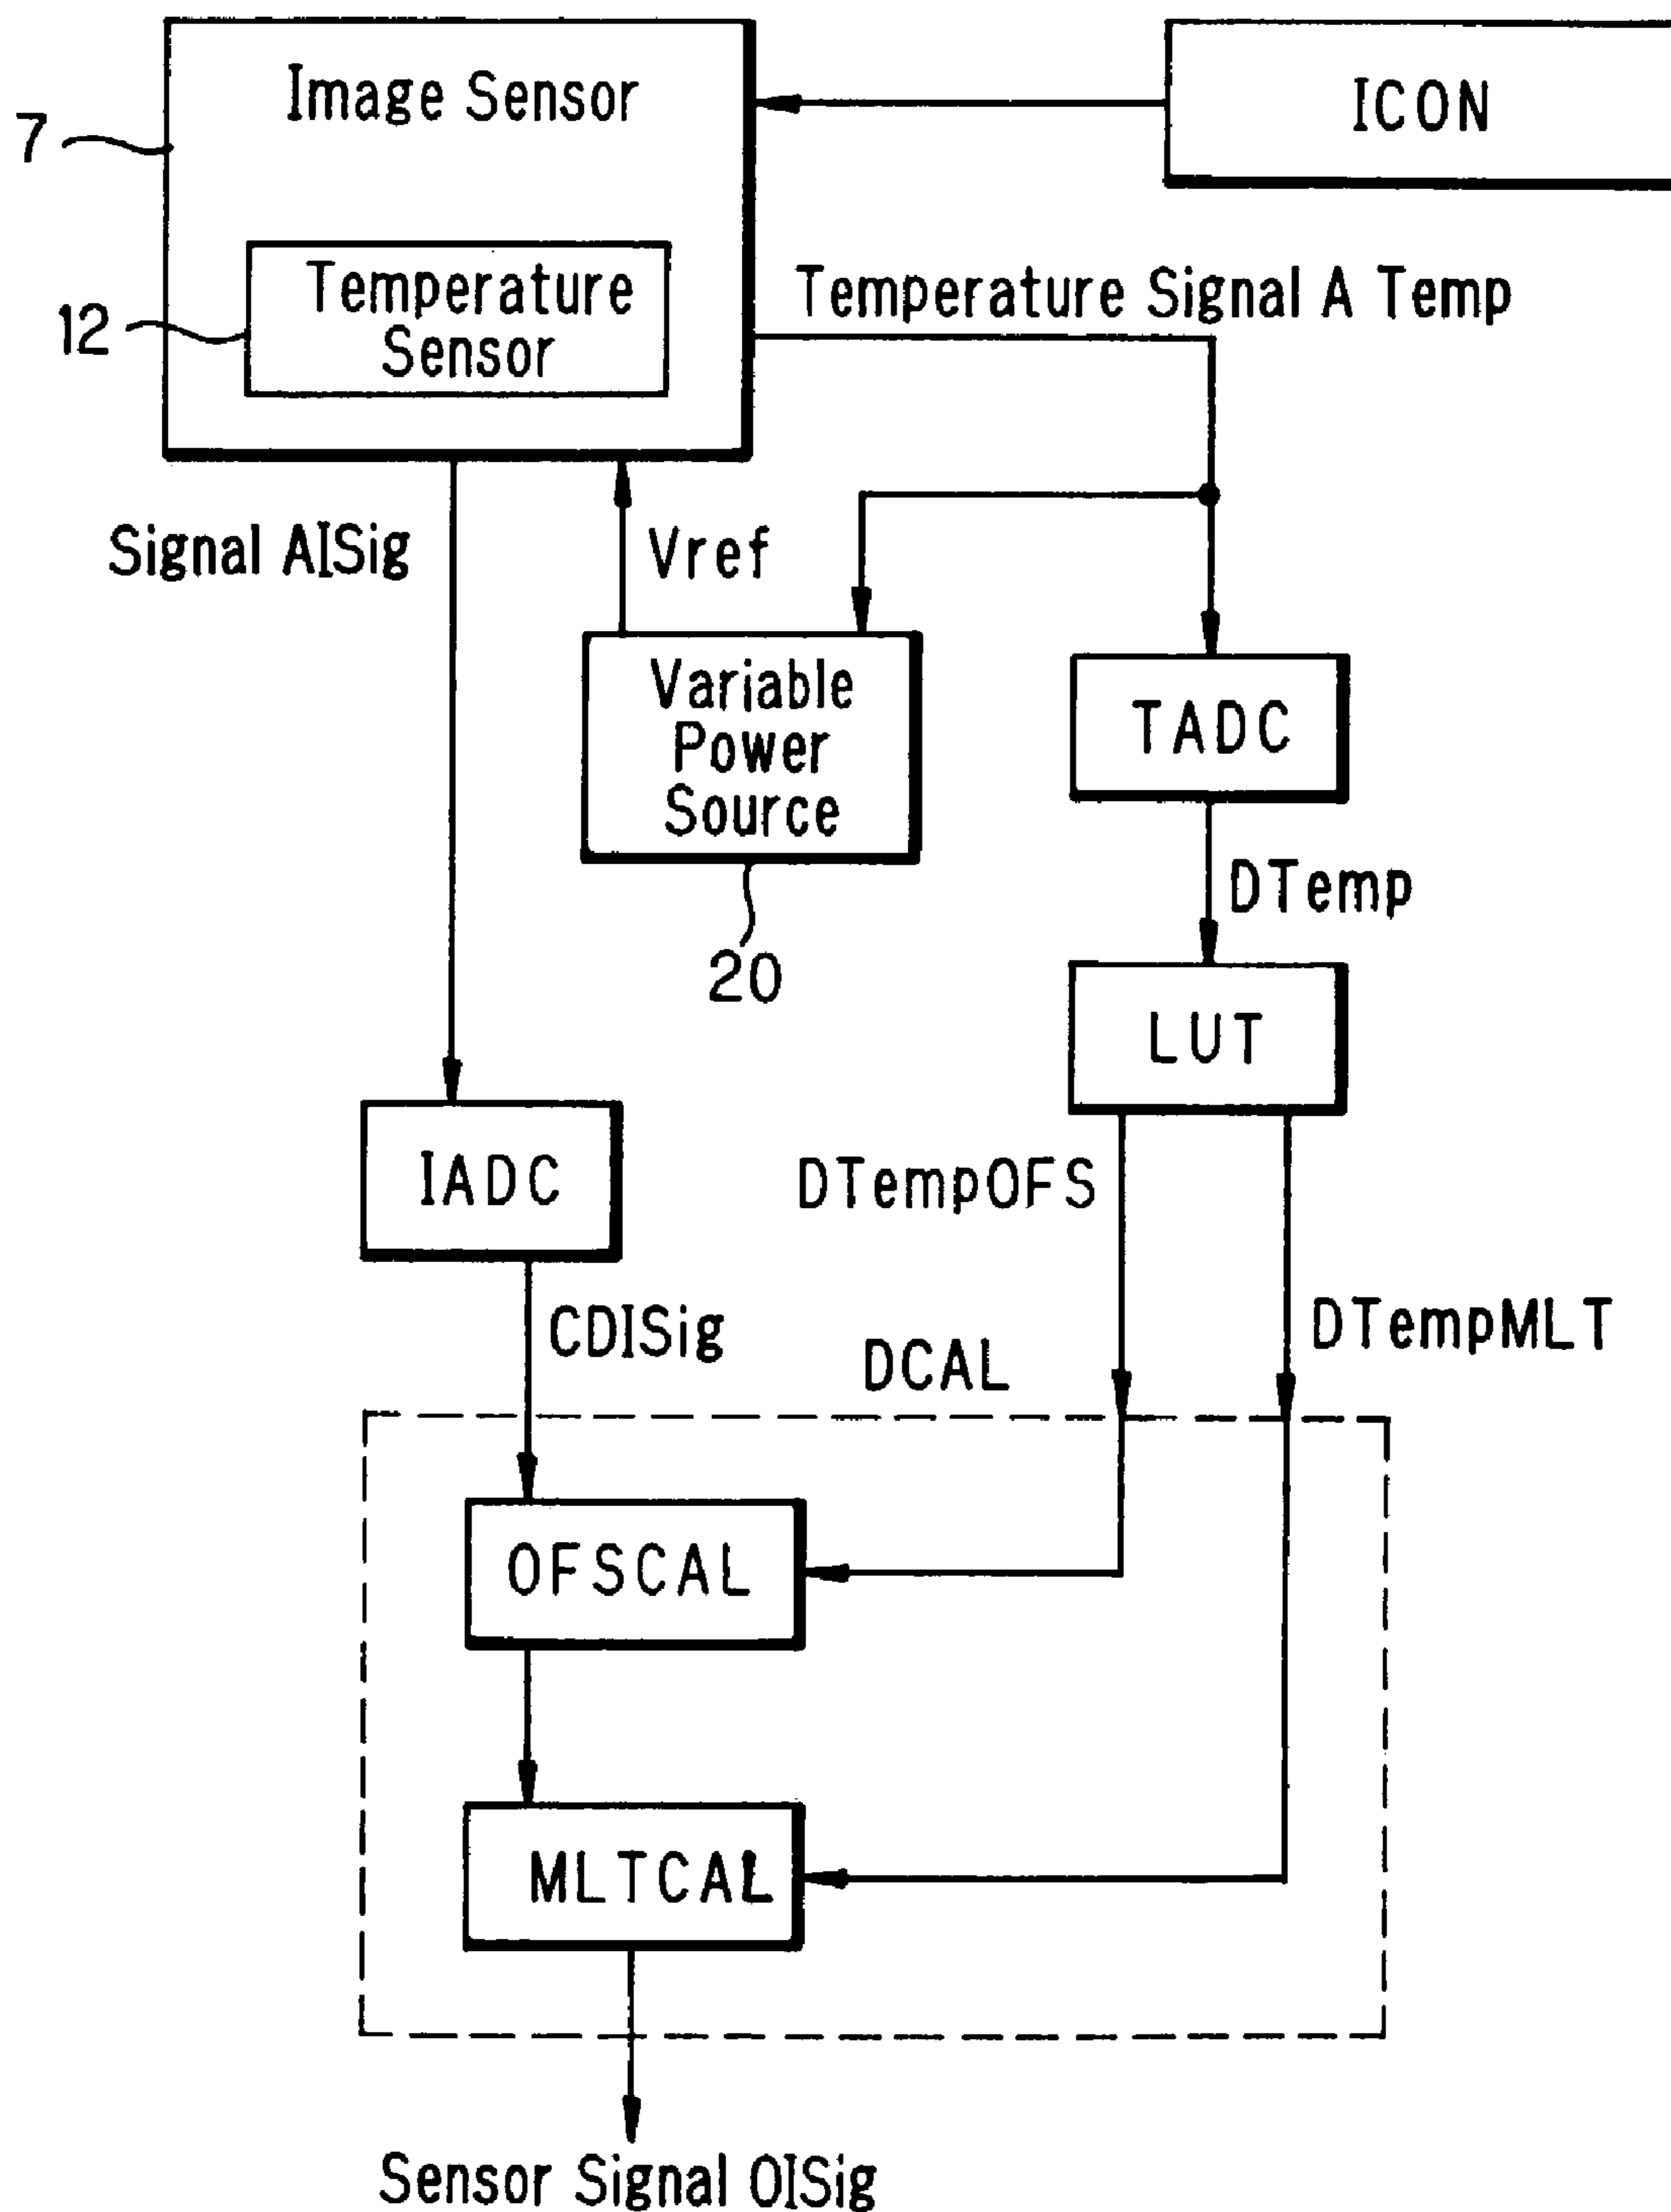 Image Sensor
ICON
7
Temperature
Sensor
12
Temperature Signal A Temp
Signal AISig
Vref
Variable
Power
Source
TADC
20
DTemp
LUT
IADC
DTempOFS
CDISig
DTempMLT
DCAL
OFSCAL
MLTCAL
Sensor Signal OISig